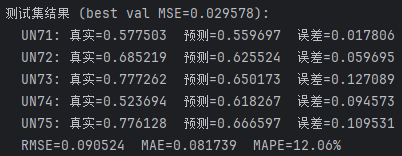 测试集结果 (best val MSE=0.029578):
UN71: 真实=0.577503 预测=0.559697 误差=0.017806
UN72: 真实=0.685219 预测=0.625524 误差=0.059695
UN73: 真实=0.777262 预测=0.650173 误差=0.127089
UN74: 真实=0.523694 预测=0.618267 误差=0.094573
UN75: 真实=0.776128 预测=0.666597 误差=0.109531
RMSE=0.090524 MAE=0.081739 MAPE=12.06%